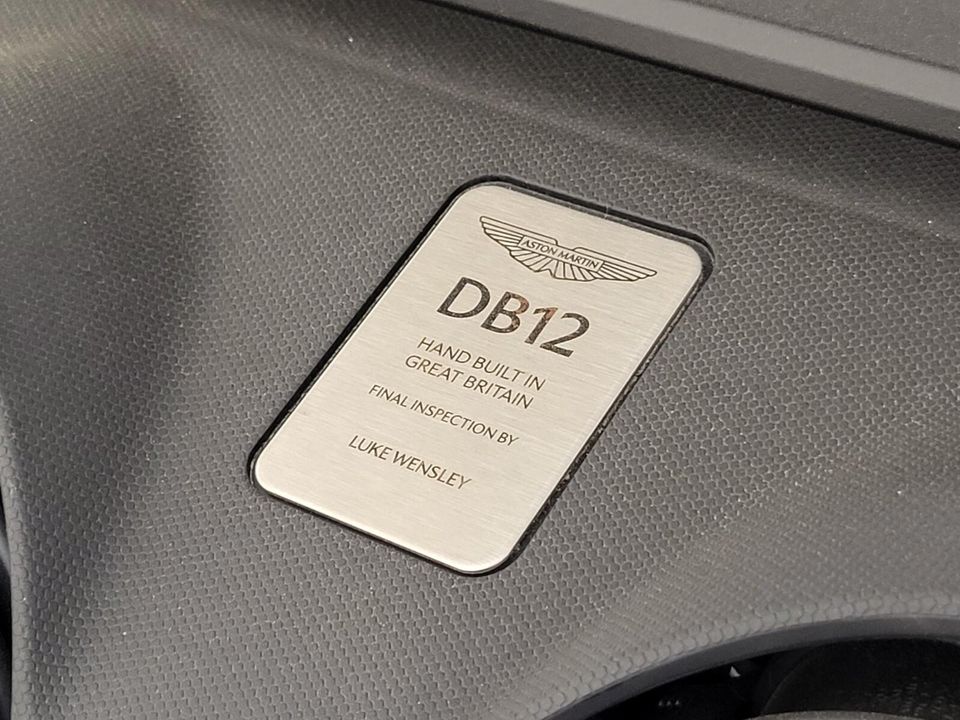 ASTON MARTIN
DB12
HAND BUILT IN
GREAT BRITAIN
FINAL INSPECTION BY
LUKE WENSLEY